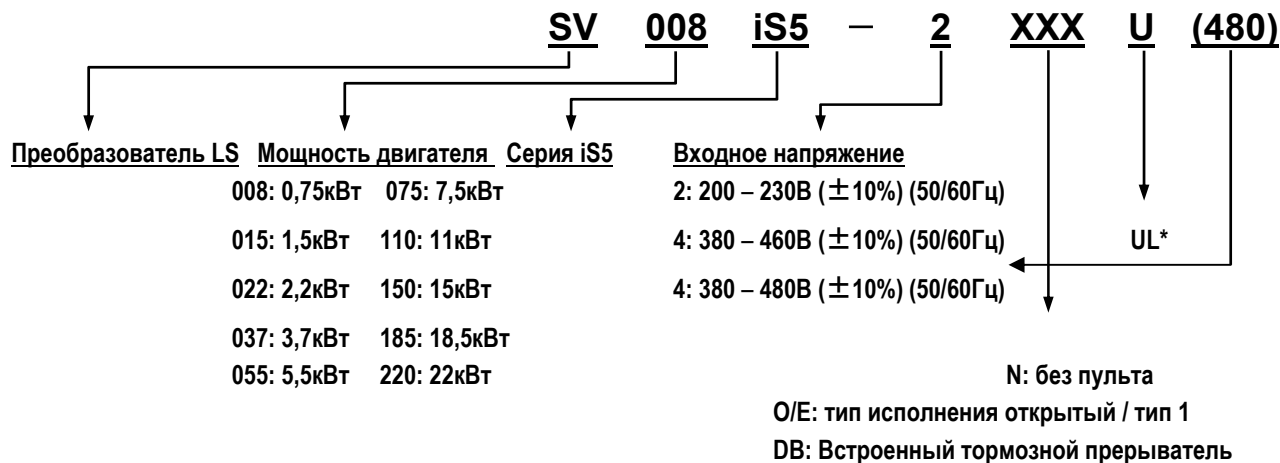 SV 008 iS5 – 2 XXX U (480)
Преобразователь LS Мощность двигателя Серия iS5 Входное напряжение
008: 0,75кВт 075: 7,5кВт 2: 200 – 230В (±10%) (50/60Гц)
015: 1,5кВт 110: 11кВт 4: 380 – 460В (±10%) (50/60Гц) UL*
022: 2,2кВт 150: 15кВт 4: 380 – 480В (±10%) (50/60Гц)
037: 3,7кВт 185: 18,5кВт
055: 5,5кВт 220: 22кВт N: без пульта
O/E: тип исполнения открытый / тип 1
DB: Встроенный тормозной прерыватель